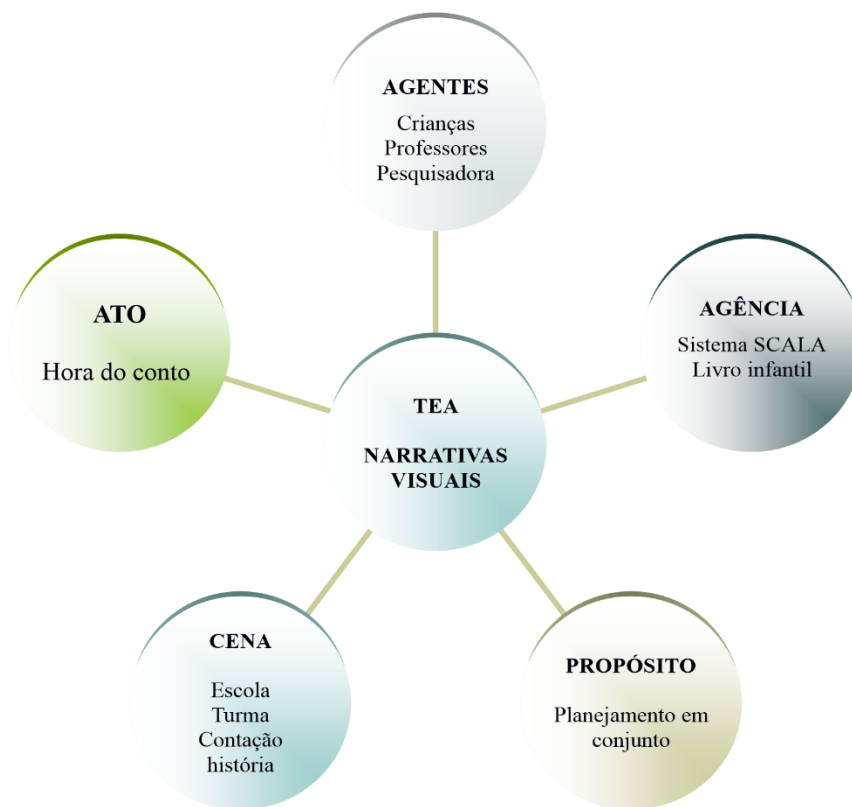 AGENTES
Crianças
Professores
Pesquisadora
ATO
Hora do conto
AGÊNCIA
Sistema SCALA
Livro infantil
TEA
NARRATIVAS
VISUAIS
CENA
Escola
Turma
Contação
história
PROPÓSITO
Planejamento em
conjunto